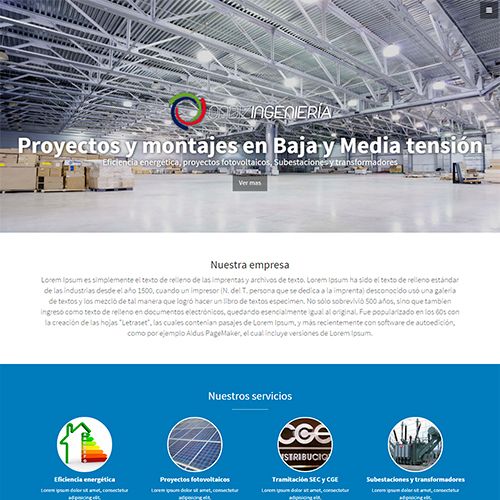 INGENIERÍA
Proyectos y montajes en Baja y Media tensión
Eficiencia energética, proyectos fotovoltaicos, Subestaciones y transformadores
Ver mas
Nuestra empresa
Lorem Ipsum es simplemente el texto de relleno de las imprentas y archivos de texto. Lorem Ipsum ha sido el texto de relleno estándar
de las industrias desde el año 1500, cuando un impresor (N. del T. persona que se dedica a la imprenta) desconocido usó una galería
de textos y los mezcló de tal manera que logró hacer un libro de textos especimen. No sólo sobrevivió 500 años, sino que tambien
ingresó como texto de relleno en documentos electrónicos, quedando esencialmente igual al original. Fue popularizado en los 60s con
la creación de las hojas "Letraset", las cuales contenian pasajes de Lorem Ipsum, y más recientemente con software de autoedición,
como por ejemplo Aldus PageMaker, el cual incluye versiones de Lorem Ipsum.
Nuestros servicios
CGE
DISTRIBUCIO
Eficiencia energética
Proyectos fotovoltaicos
Tramitación SEC y CGE
Subestaciones y transformadores
Lorem ipsum dolor sit amet, consectetur
adipisicing elit.
Lorem ipsum dolor sit amet, consectetur
adipisicing elit.
Lorem ipsum dolor sit amet, consectetur
adipisicing elit.
Lorem ipsum dolor sit amet, consectetur
adipisicing elit.